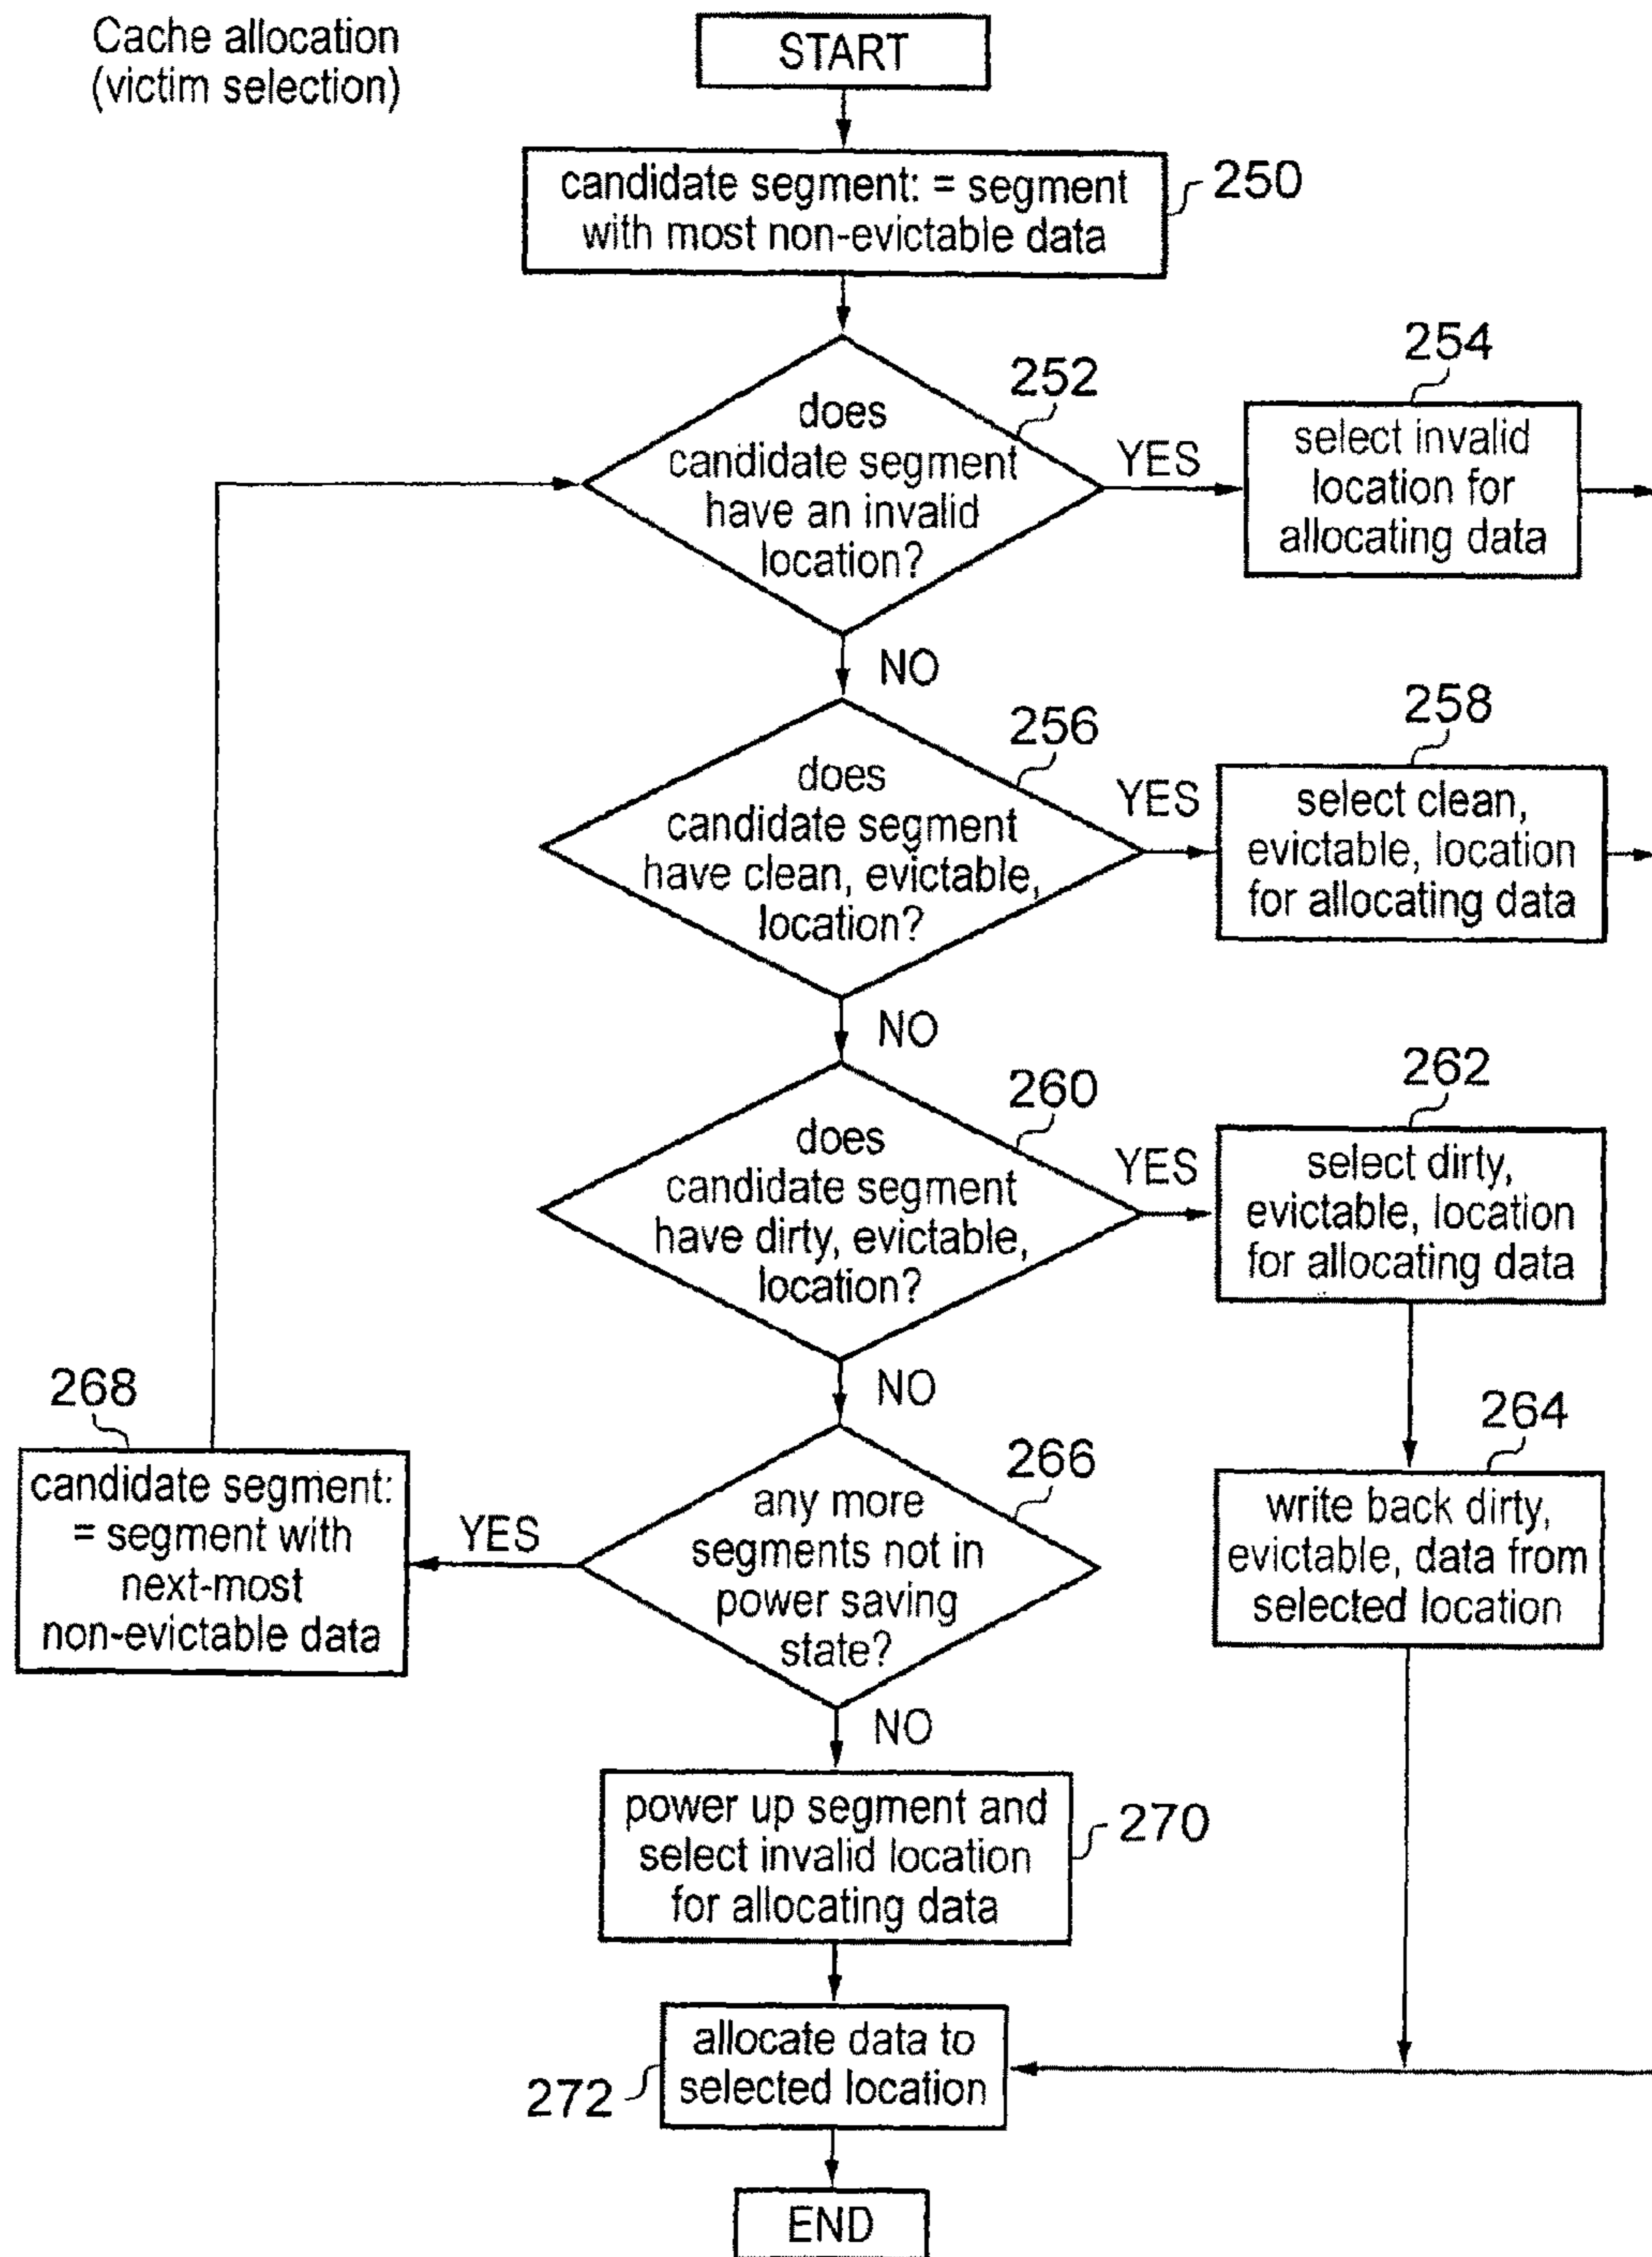 Cache allocation
(victim selection)
START
candidate segment: = segment
with most non-evictable data
250
does
candidate segment
have an invalid
location?
252
YES
254
select invalid
location for
allocating data
NO
does
candidate segment
have clean, evictable,
location?
256
YES
258
select clean,
evictable, location
for allocating data
NO
does
candidate segment
have dirty, evictable,
location?
260
YES
262
select dirty,
evictable, location
for allocating data
NO
264
write back dirty,
evictable, data from
selected location
any more
segments not in
power saving
state?
266
YES
268
candidate segment:
= segment with
next-most
non-evictable data
NO
power up segment and
select invalid location
for allocating data
270
allocate data to
selected location
272
END